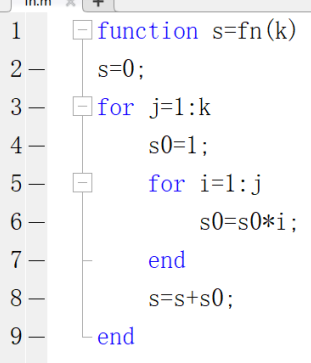 1 function s=fn(k)
2 – s=0;
3 – for j=1:k
4 – s0=1;
5 – for i=1:j
6 – s0=s0*i;
7 – end
8 – s=s+s0;
9 – end